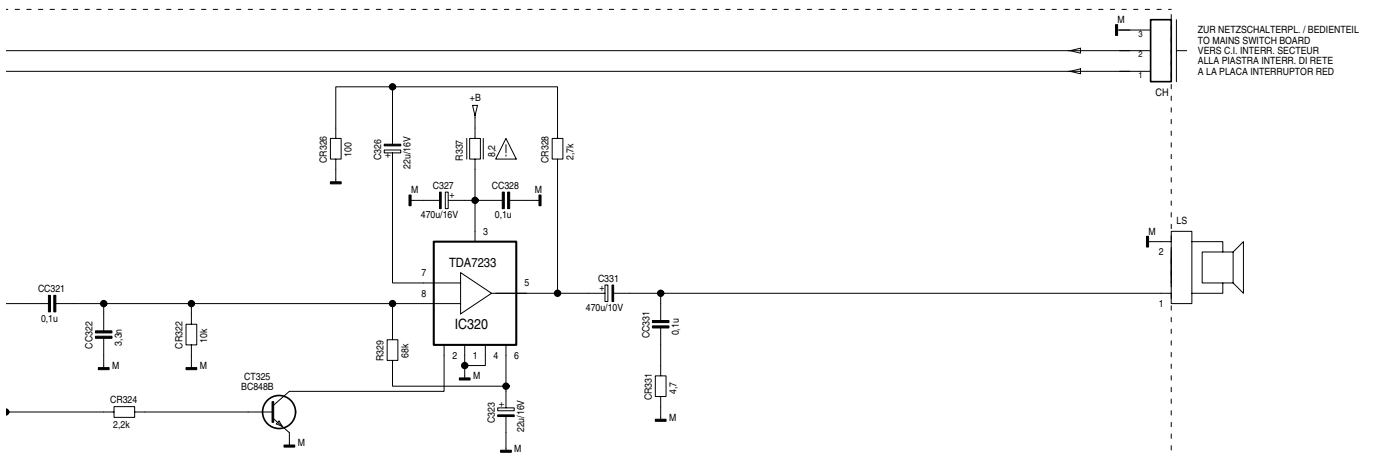 M
3
2
1
CH
ZUR NETZSCHALTERPL. / BEDIENTEIL
TO MAINS SWITCH BOARD
VERS C.I. INTERR. SECTEUR
ALLA PIASTRA INTERR. DI RETE
A LA PLACA INTERRUPTOR RED
+B
CR326
100
C326
22u/16V
+
R337
8,2
CR328
2,7k
M
C327
+
470u/16V
CC328
0,1u
M
3
TDA7233
7
8
5
IC320
2
1
4
6
M
CC321
0,1u
CC322
3,3n
M
CR322
10k
M
R329
68k
C331
+
470u/10V
CC331
0,1u
CR331
4,7
M
LS
M
2
1
CT325
BC848B
CR324
2,2k
M
C323
+
22u/16V
M